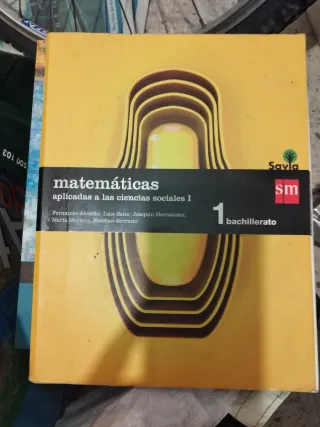 Savia
matemáticas
aplicadas a las ciencias sociales I
sm
Fernando Alcaide, Luis Sanz, Joaquín Hernández,
María Moreno, Esteban Serrano
1 bachillerato